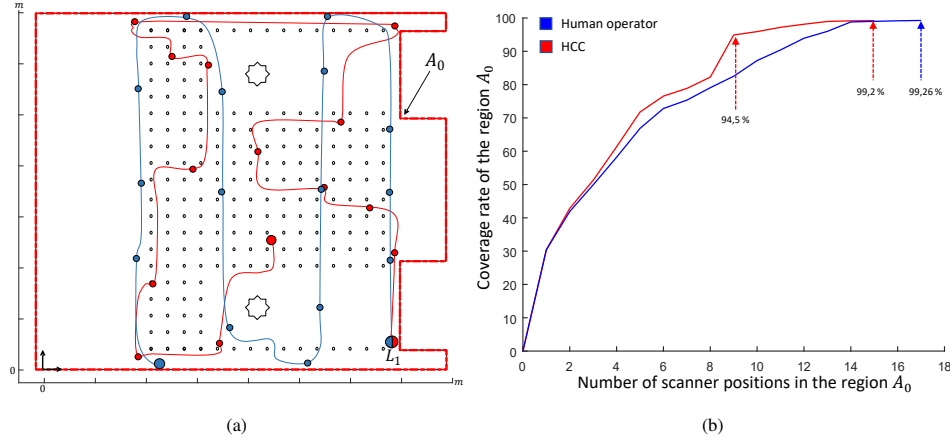 m
A₀
L₁
0
0
m
(a)
Coverage rate of the region A₀
100
90
80
70
60
50
40
30
20
10
0
Human operator
HCC
94,5 %
99,2 %
99,26 %
0 2 4 6 8 10 12 14 16 18
Number of scanner positions in the region A₀
(b)